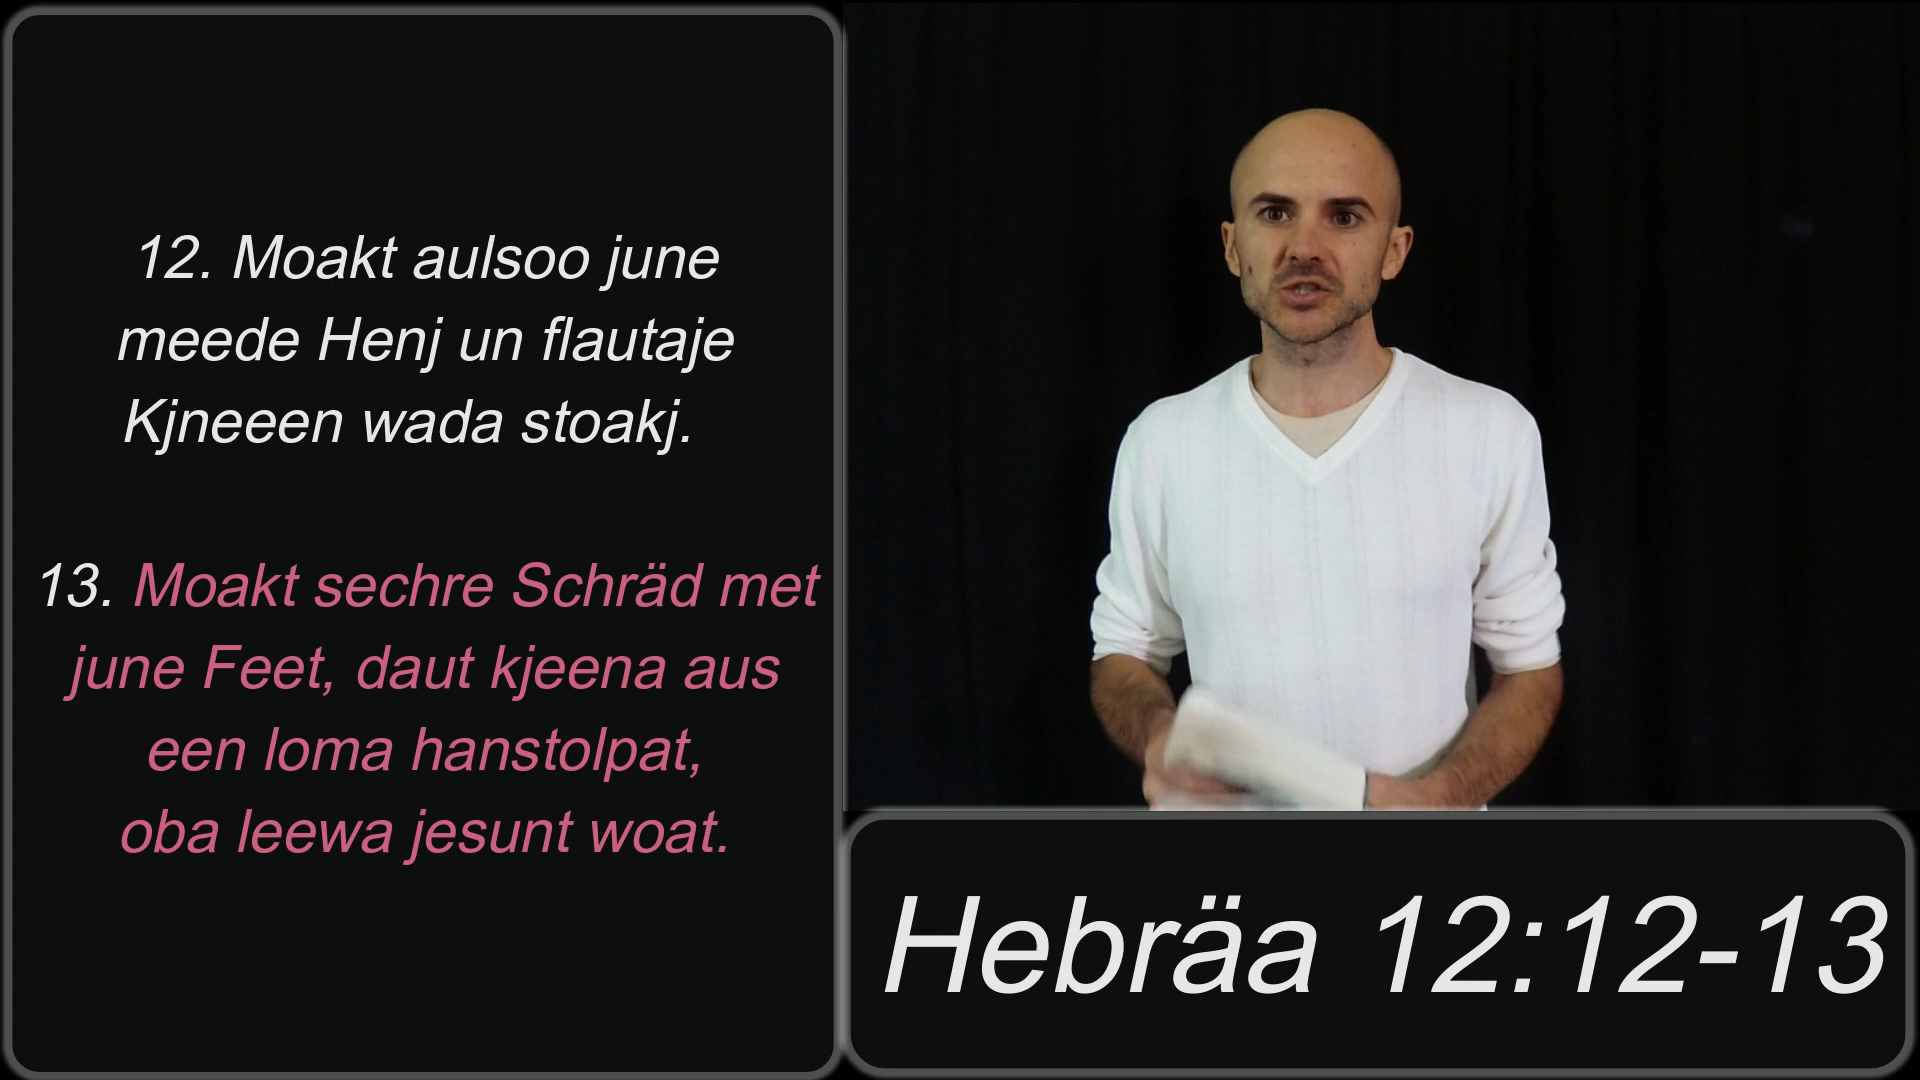 12. Moakt aulsoo june
meede Henj un flautaje
Kjneeen wada stoakj.
13. Moakt sechre Schräd met
june Feet, daut kjeena aus
een loma hanstolpat,
oba leewa jesunt woat.
Hebräa 12:12-13